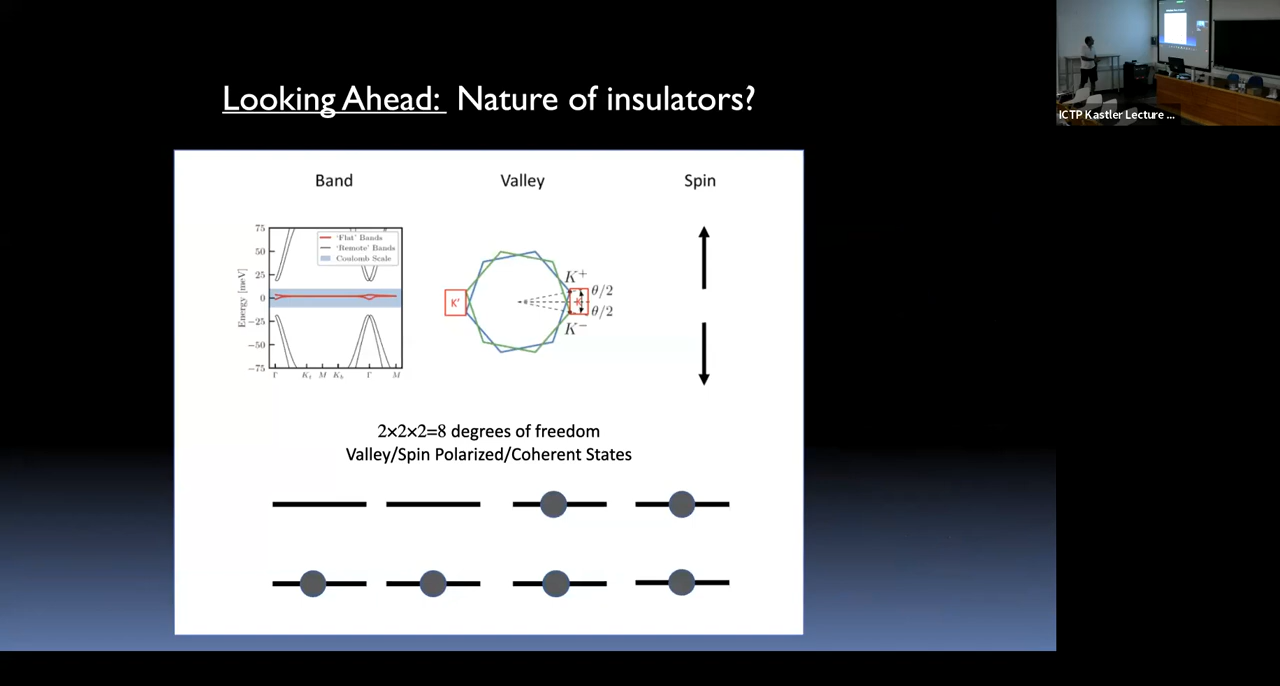 Looking Ahead: Nature of insulators?
ICTP Kastler Lecture ...
Band
Valley
Spin
75
50
25
0
−25
−50
−75
Energy [meV]
'Flat' Bands
'Remote' Bands
Coulomb Scale
Γ
M
Γ
M
K'
K
K⁺
θ/2
θ/2
K⁻
2×2×2=8 degrees of freedom
Valley/Spin Polarized/Coherent States